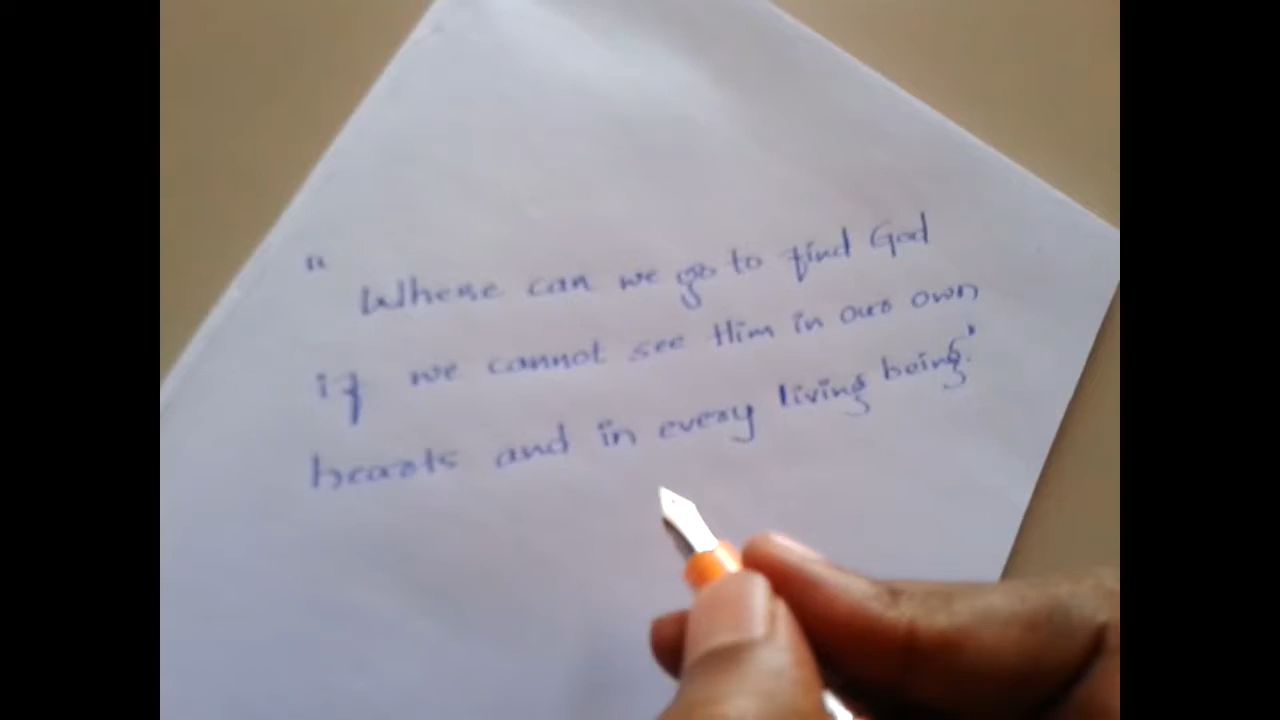 " Where can we go to find God
if we cannot see Him in our own
hearts and in every living being."